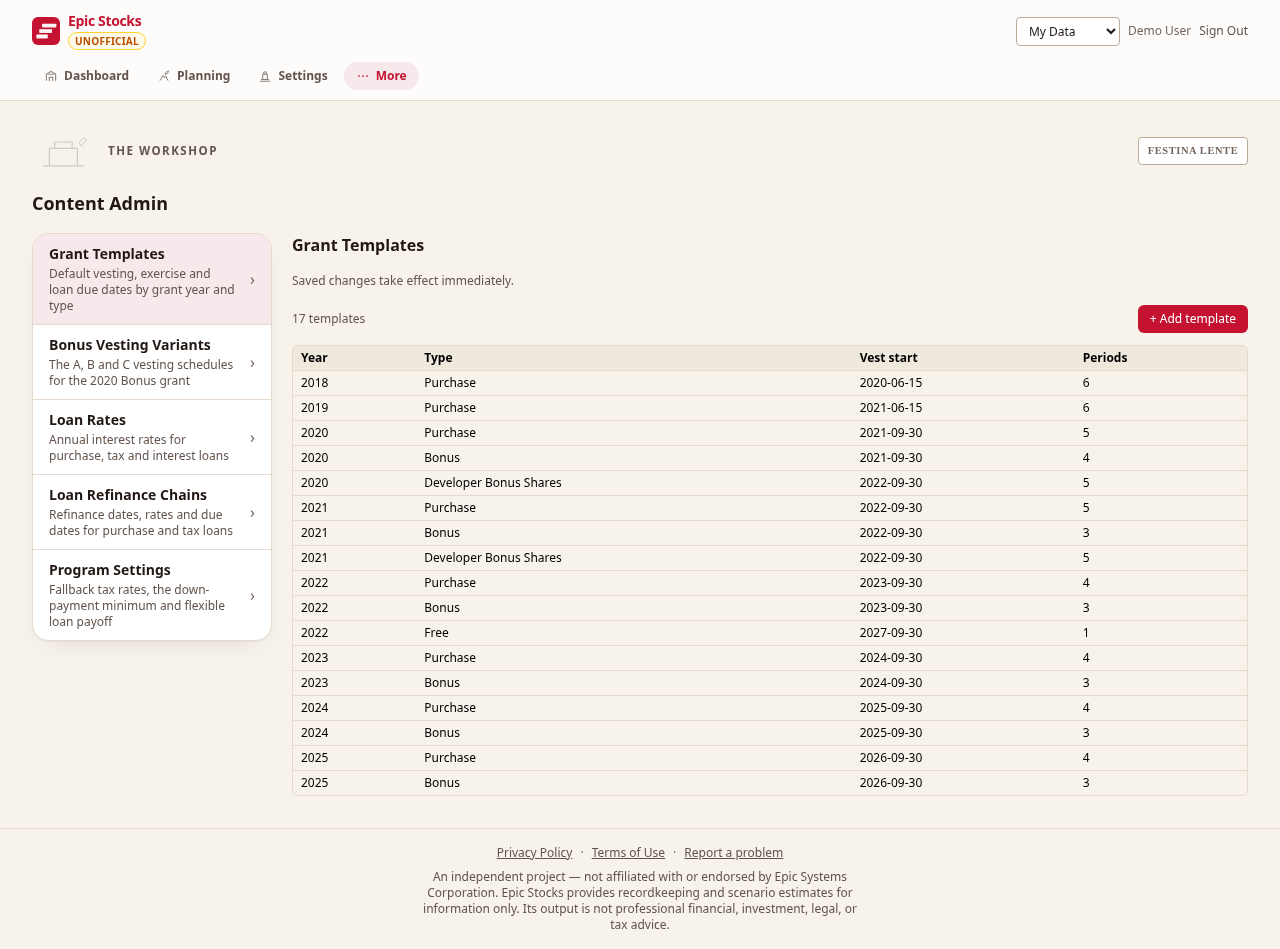 Epic Stocks
UNOFFICIAL
My Data
Demo User
Sign Out
Dashboard
Planning
Settings
More
THE WORKSHOP
FESTINA LENTE
Content Admin
Grant Templates
Default vesting, exercise and
loan due dates by grant year and
type
Bonus Vesting Variants
The A, B and C vesting schedules
for the 2020 Bonus grant
Loan Rates
Annual interest rates for
purchase, tax and interest loans
Loan Refinance Chains
Refinance dates, rates and due
dates for purchase and tax loans
Program Settings
Fallback tax rates, the down-
payment minimum and flexible
loan payoff
Grant Templates
Saved changes take effect immediately.
17 templates
+ Add template
Year Type Vest start Periods
2018 Purchase 2020-06-15 6
2019 Purchase 2021-06-15 6
2020 Purchase 2021-09-30 5
2020 Bonus 2021-09-30 4
2020 Developer Bonus Shares 2022-09-30 5
2021 Purchase 2022-09-30 5
2021 Bonus 2022-09-30 3
2021 Developer Bonus Shares 2022-09-30 5
2022 Purchase 2023-09-30 4
2022 Bonus 2023-09-30 3
2022 Free 2027-09-30 1
2023 Purchase 2024-09-30 4
2023 Bonus 2024-09-30 3
2024 Purchase 2025-09-30 4
2024 Bonus 2025-09-30 3
2025 Purchase 2026-09-30 4
2025 Bonus 2026-09-30 3
Privacy Policy · Terms of Use · Report a problem
An independent project — not affiliated with or endorsed by Epic Systems
Corporation. Epic Stocks provides recordkeeping and scenario estimates for
information only. Its output is not professional financial, investment, legal, or
tax advice.